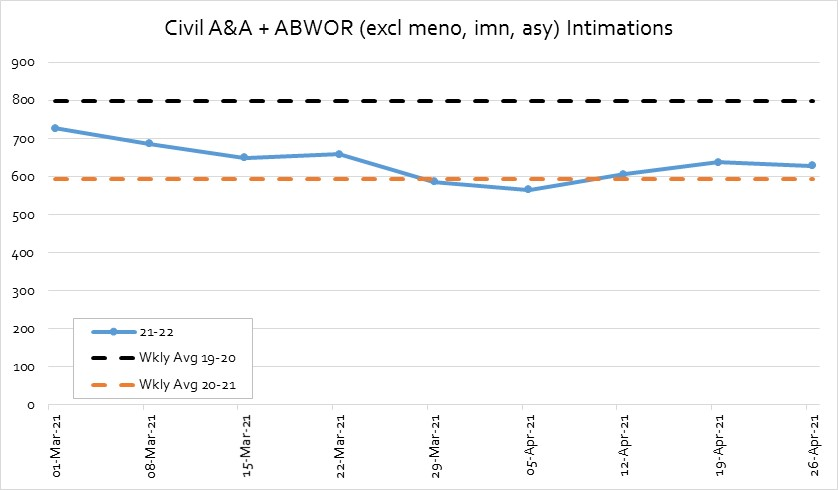 Civil A&A + ABWOR (excl meno, imn, asy) Intimations
900
800
700
600
500
400
300
200
100
0
21-22
Wkly Avg 19-20
Wkly Avg 20-21
01-Mar-21
08-Mar-21
15-Mar-21
22-Mar-21
29-Mar-21
05-Apr-21
12-Apr-21
19-Apr-21
26-Apr-21